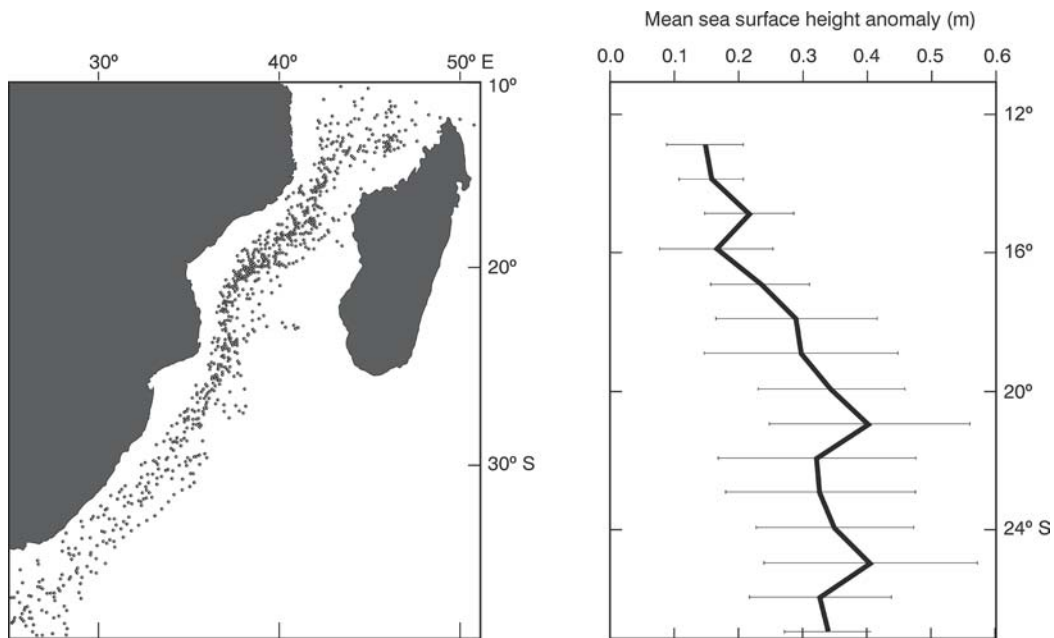 30º 40º 50º E
10º
20º
30º S
Mean sea surface height anomaly (m)
0.0 0.1 0.2 0.3 0.4 0.5 0.6
12º
16º
20º
24º S